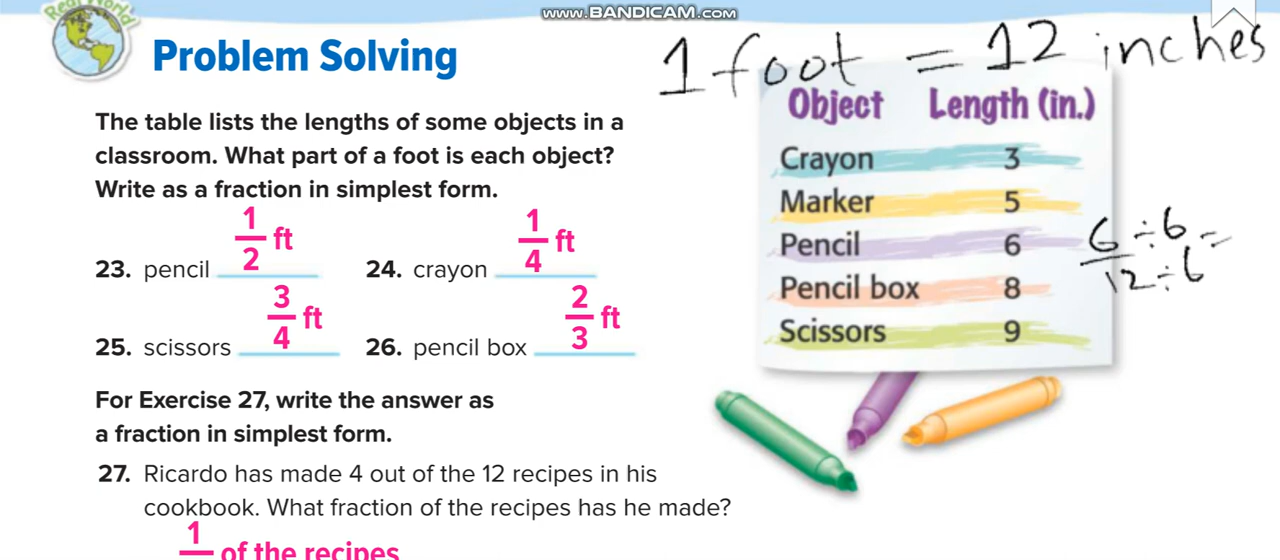 www.BANDICAM.com
Real World
Problem Solving
1 foot = 12 inches
The table lists the lengths of some objects in a
classroom. What part of a foot is each object?
Write as a fraction in simplest form.
23. pencil 1/2 ft
24. crayon 1/4 ft
25. scissors 3/4 ft
26. pencil box 2/3 ft
For Exercise 27, write the answer as
a fraction in simplest form.
27. Ricardo has made 4 out of the 12 recipes in his
cookbook. What fraction of the recipes has he made?
1
of the recipes
Object Length (in.)
Crayon 3
Marker 5
Pencil 6
Pencil box 8
Scissors 9
6 ÷ 6 =
12 ÷ 6